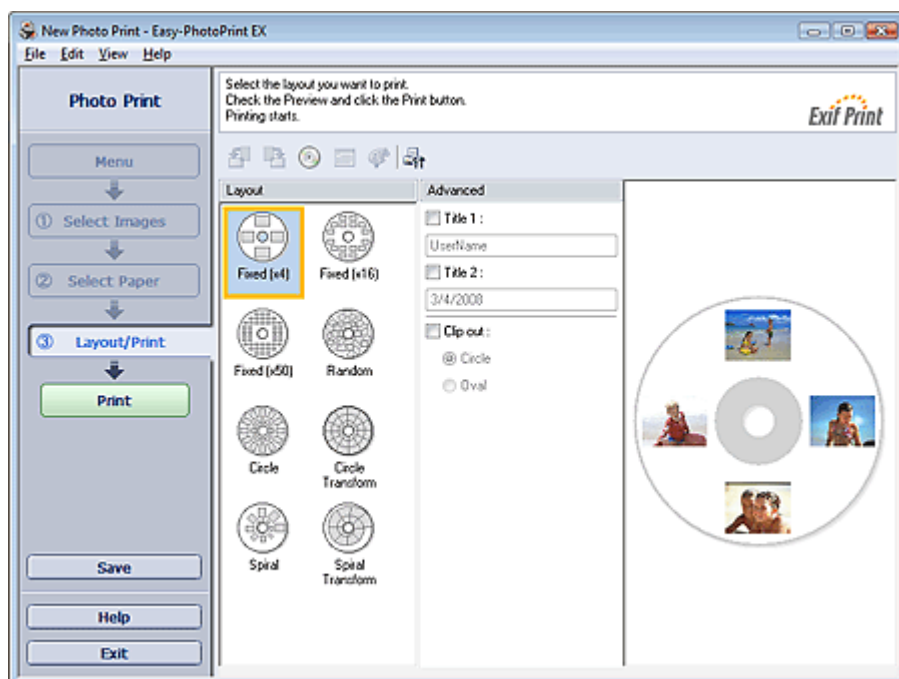 New Photo Print - Easy-PhotoPrint EX
File Edit View Help
Photo Print
Select the layout you want to print.
Check the Preview and click the Print button.
Printing starts.
Exif Print
Menu
① Select Images
② Select Paper
③ Layout/Print
Print
Save
Help
Exit
Layout
Fixed (x4) Fixed (x16)
Fixed (x50) Random
Circle Circle
Transform
Spiral Spiral
Transform
Advanced
Title 1 :
UserName
Title 2 :
3/4/2008
Clip out :
Circle
Oval